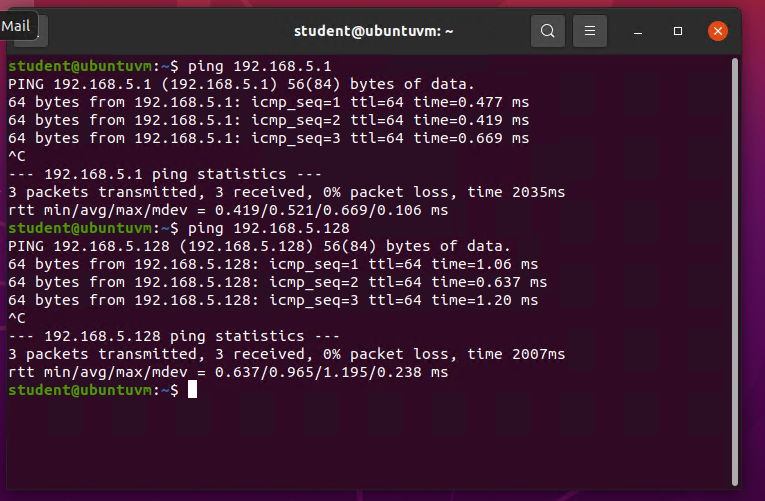 Mail
student@ubuntuvm: ~
student@ubuntuvm:~$ ping 192.168.5.1
PING 192.168.5.1 (192.168.5.1) 56(84) bytes of data.
64 bytes from 192.168.5.1: icmp_seq=1 ttl=64 time=0.477 ms
64 bytes from 192.168.5.1: icmp_seq=2 ttl=64 time=0.419 ms
64 bytes from 192.168.5.1: icmp_seq=3 ttl=64 time=0.669 ms
^C
--- 192.168.5.1 ping statistics ---
3 packets transmitted, 3 received, 0% packet loss, time 2035ms
rtt min/avg/max/mdev = 0.419/0.521/0.669/0.106 ms
student@ubuntuvm:~$ ping 192.168.5.128
PING 192.168.5.128 (192.168.5.128) 56(84) bytes of data.
64 bytes from 192.168.5.128: icmp_seq=1 ttl=64 time=1.06 ms
64 bytes from 192.168.5.128: icmp_seq=2 ttl=64 time=0.637 ms
64 bytes from 192.168.5.128: icmp_seq=3 ttl=64 time=1.20 ms
^C
--- 192.168.5.128 ping statistics ---
3 packets transmitted, 3 received, 0% packet loss, time 2007ms
rtt min/avg/max/mdev = 0.637/0.965/1.195/0.238 ms
student@ubuntuvm:~$